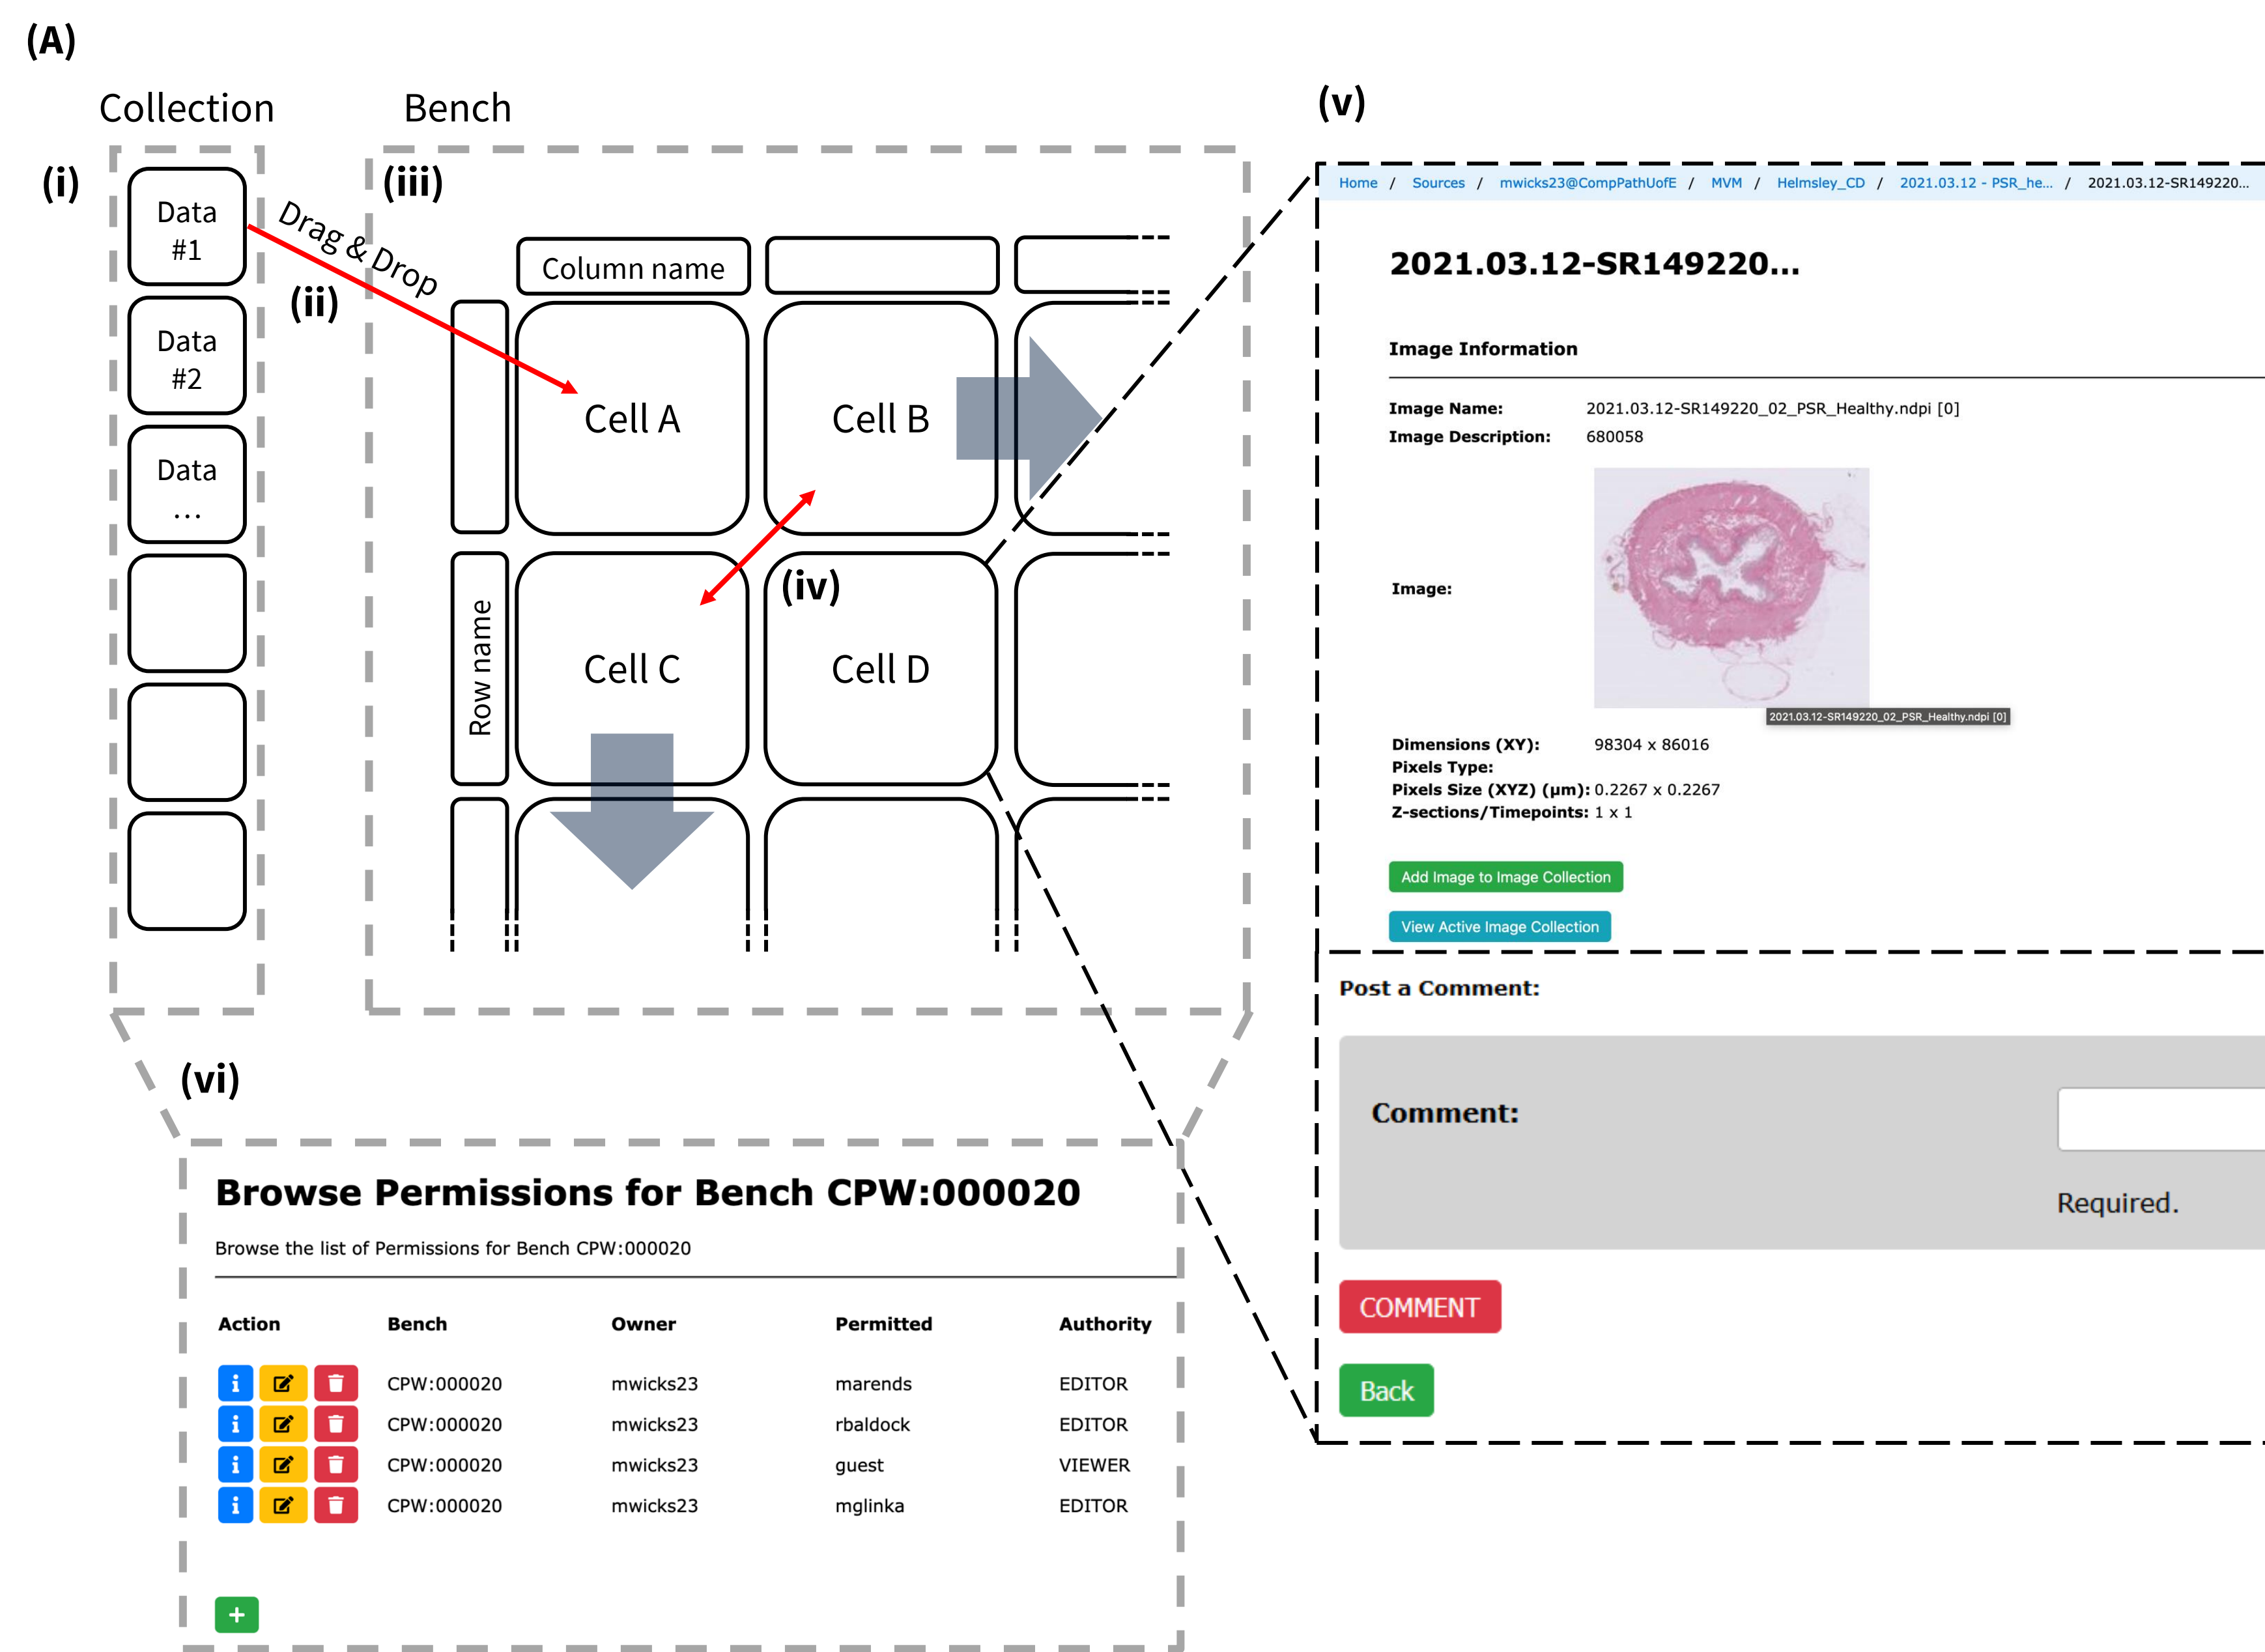 (A)
Collection
Bench
(i)
Data
#1
Data
#2
Data
...
Drag & Drop
(ii)
(iii)
Column name
Cell A
Cell B
(iv)
Row name
Cell C
Cell D
(v)
Home / Sources / mwicks23@CompPathUofE / MVM / Helmsley_CD / 2021.03.12 - PSR_he... / 2021.03.12-SR149220...
2021.03.12-SR149220...
Image Information
Image Name: 2021.03.12-SR149220_02_PSR_Healthy.ndpi [0]
Image Description: 680058
Image:
2021.03.12-SR149220_02_PSR_Healthy.ndpi [0]
Dimensions (XY): 98304 x 86016
Pixels Type:
Pixels Size (XYZ) (µm): 0.2267 x 0.2267
Z-sections/Timepoints: 1 x 1
Add Image to Image Collection
View Active Image Collection
Post a Comment:
Comment:
Required.
COMMENT
Back
(vi)
Browse Permissions for Bench CPW:000020
Browse the list of Permissions for Bench CPW:000020
Action Bench Owner Permitted Authority
CPW:000020 mwicks23 marends EDITOR
CPW:000020 mwicks23 rbaldock EDITOR
CPW:000020 mwicks23 guest VIEWER
CPW:000020 mwicks23 mglinka EDITOR
+